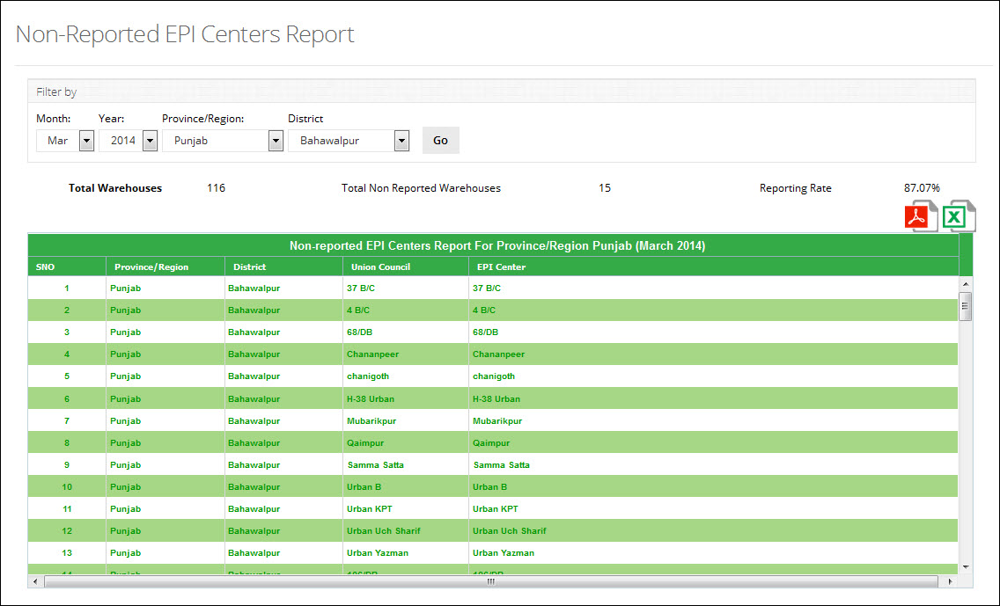 Non-Reported EPI Centers Report
Filter by
Month: Year: Province/Region: District
Mar 2014 Punjab Bahawalpur Go
Total Warehouses 116 Total Non Reported Warehouses 15 Reporting Rate 87.07%
Non-reported EPI Centers Report For Province/Region Punjab (March 2014)
SNO Province/Region District Union Council EPI Center
1 Punjab Bahawalpur 37 B/C 37 B/C
2 Punjab Bahawalpur 4 B/C 4 B/C
3 Punjab Bahawalpur 68/DB 68/DB
4 Punjab Bahawalpur Chananpeer Chananpeer
5 Punjab Bahawalpur chanigoth chanigoth
6 Punjab Bahawalpur H-38 Urban H-38 Urban
7 Punjab Bahawalpur Mubarikpur Mubarikpur
8 Punjab Bahawalpur Qaimpur Qaimpur
9 Punjab Bahawalpur Samma Satta Samma Satta
10 Punjab Bahawalpur Urban B Urban B
11 Punjab Bahawalpur Urban KPT Urban KPT
12 Punjab Bahawalpur Urban Uch Sharif Urban Uch Sharif
13 Punjab Bahawalpur Urban Yazman Urban Yazman
14 Punjab Bahawalpur